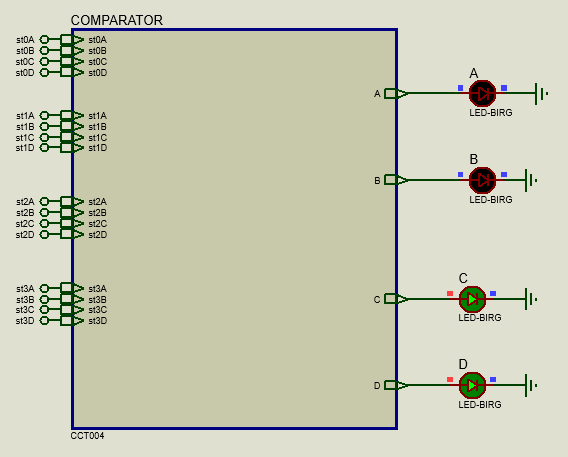 COMPARATOR
st0A st0A
st0B st0B
st0C st0C
st0D st0D
A
A
LED-BIRG
st1A st1A
st1B st1B
st1C st1C
st1D st1D
B
B
LED-BIRG
st2A st2A
st2B st2B
st2C st2C
st2D st2D
C
C
LED-BIRG
st3A st3A
st3B st3B
st3C st3C
st3D st3D
D
D
LED-BIRG
CCT004